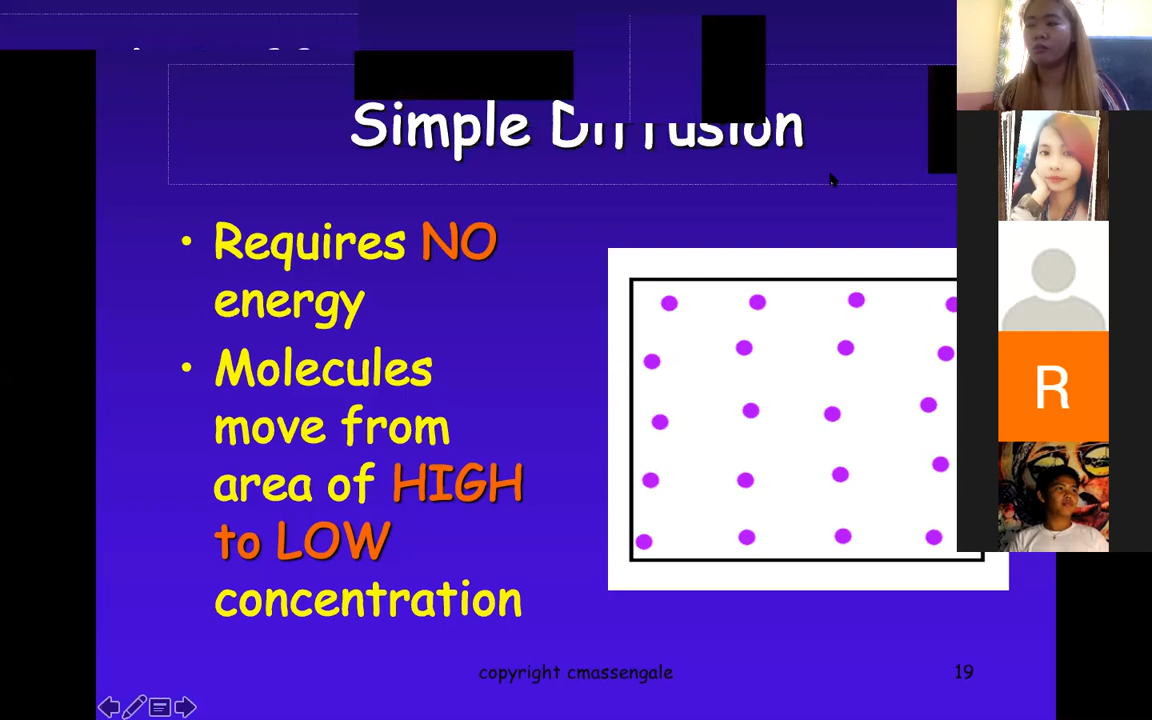 Simple Diffusion
• Requires NO
energy
• Molecules
move from
area of HIGH
to LOW
concentration
R
copyright cmassengale
19